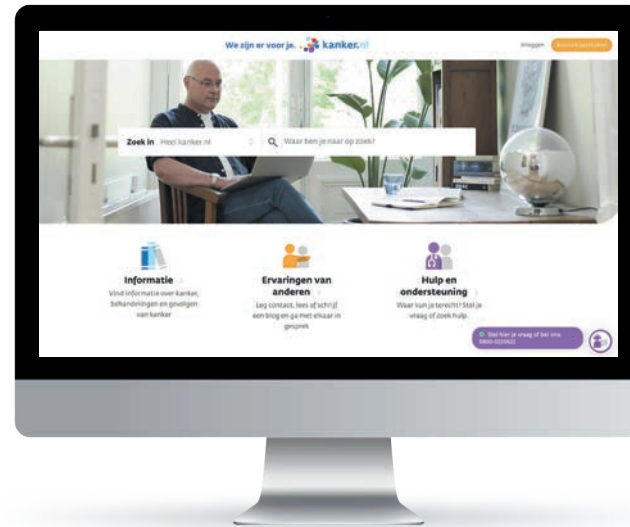 We zijn er voor je. kanker.nl
Inloggen
Zoek in Heel kanker.nl Waar ben je naar op zoek?
Informatie
Vind informatie over kanker,
behandelingen en gevolgen
van kanker
Ervaringen van
anderen
Leg contact, lees of schrijf
een blog en ga met elkaar in
gesprek
Hulp en
ondersteuning
Waar kun je terecht? Stel je
vraag of zoek hulp.
Stel hier je vraag of bel ons: